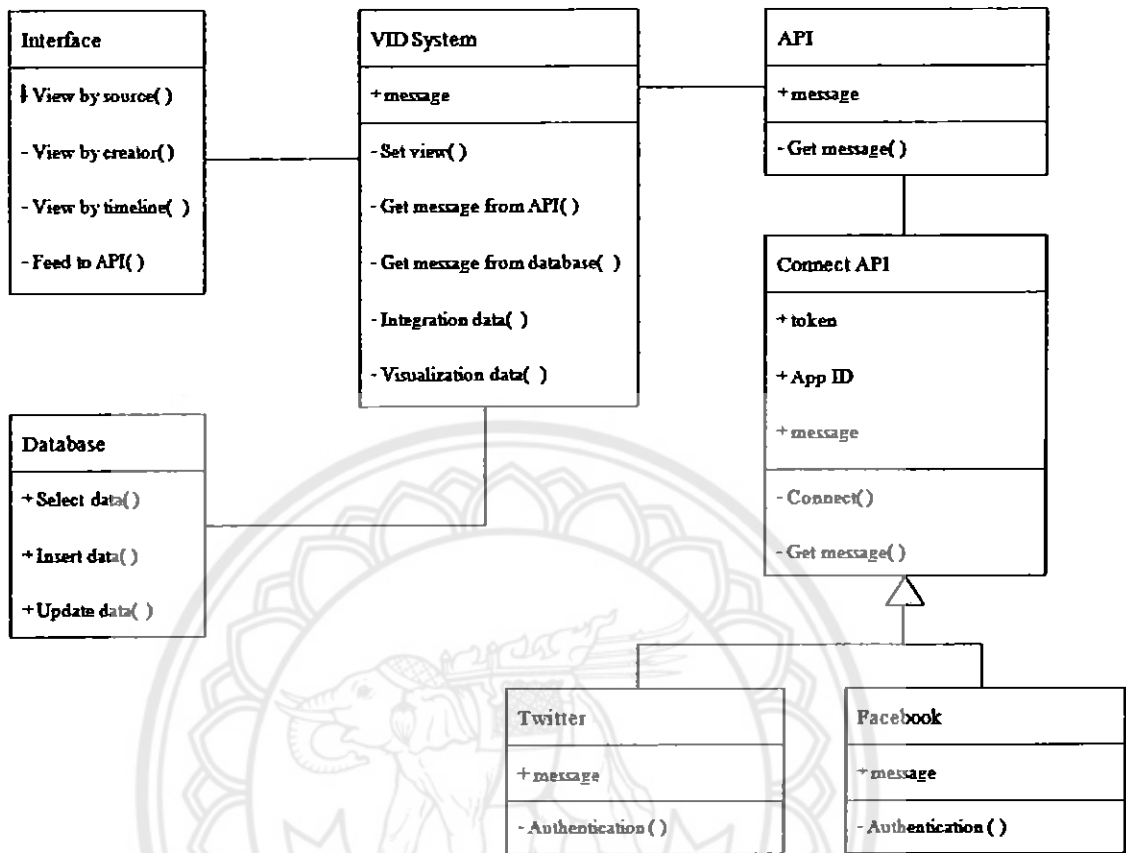 Interface
View by source( )
- View by creator( )
- View by timeline( )
- Feed to API( )
VID System
+ message
- Set view( )
- Get message from API( )
- Get message from database( )
- Integration data( )
- Visualization data( )
API
+ message
- Get message( )
Connect API
+ token
+ App ID
+ message
- Connect( )
- Get message( )
Database
+ Select data( )
+ Insert data( )
+ Update data( )
Twitter
+ message
- Authentication ( )
Facebook
+ message
- Authentication ( )